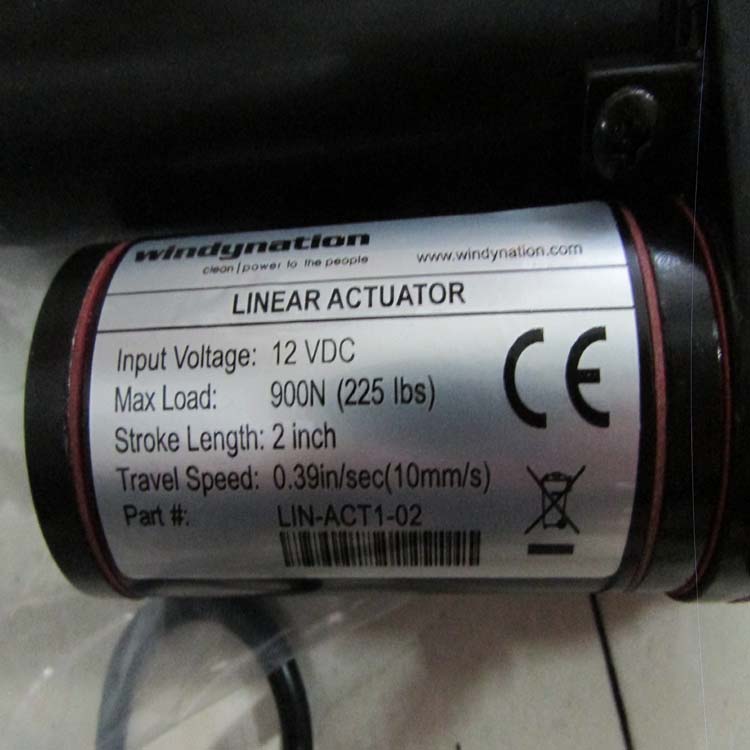 windynation
clean/power to the people
www.windynation.com
LINEAR ACTUATOR
Input Voltage: 12 VDC
Max Load: 900N (225 lbs)
Stroke Length: 2 inch
Travel Speed: 0.39in/sec(10mm/s)
Part #: LIN-ACT1-02
CE